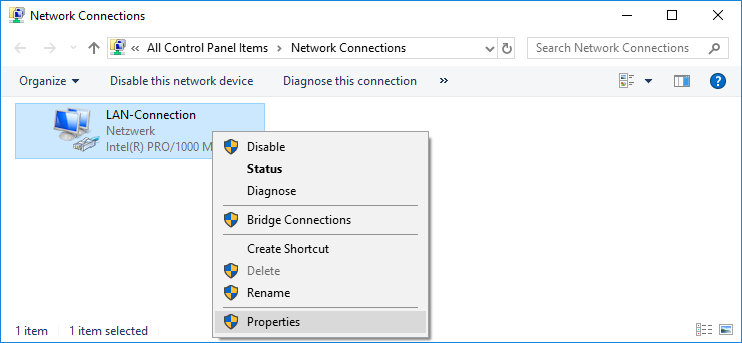 Network Connections
All Control Panel Items > Network Connections
Search Network Connections
Organize
Disable this network device
Diagnose this connection
»
LAN-Connection
Netzwerk
Intel(R) PRO/1000 M
Disable
Status
Diagnose
Bridge Connections
Create Shortcut
Delete
Rename
Properties
1 item
1 item selected